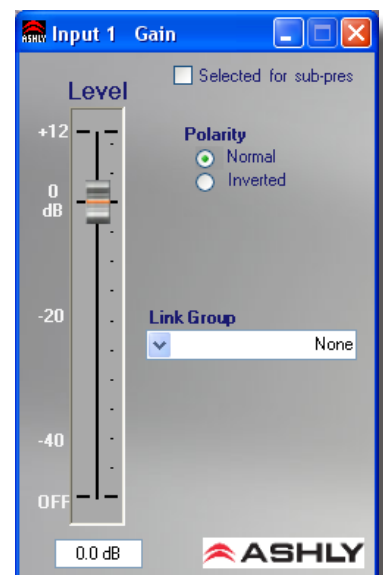 ASHLY Input 1 Gain
Selected for sub-pres
Level
+12
Polarity
Normal
Inverted
0
dB
-20
Link Group
None
-40
OFF
0.0 dB
ASHLY